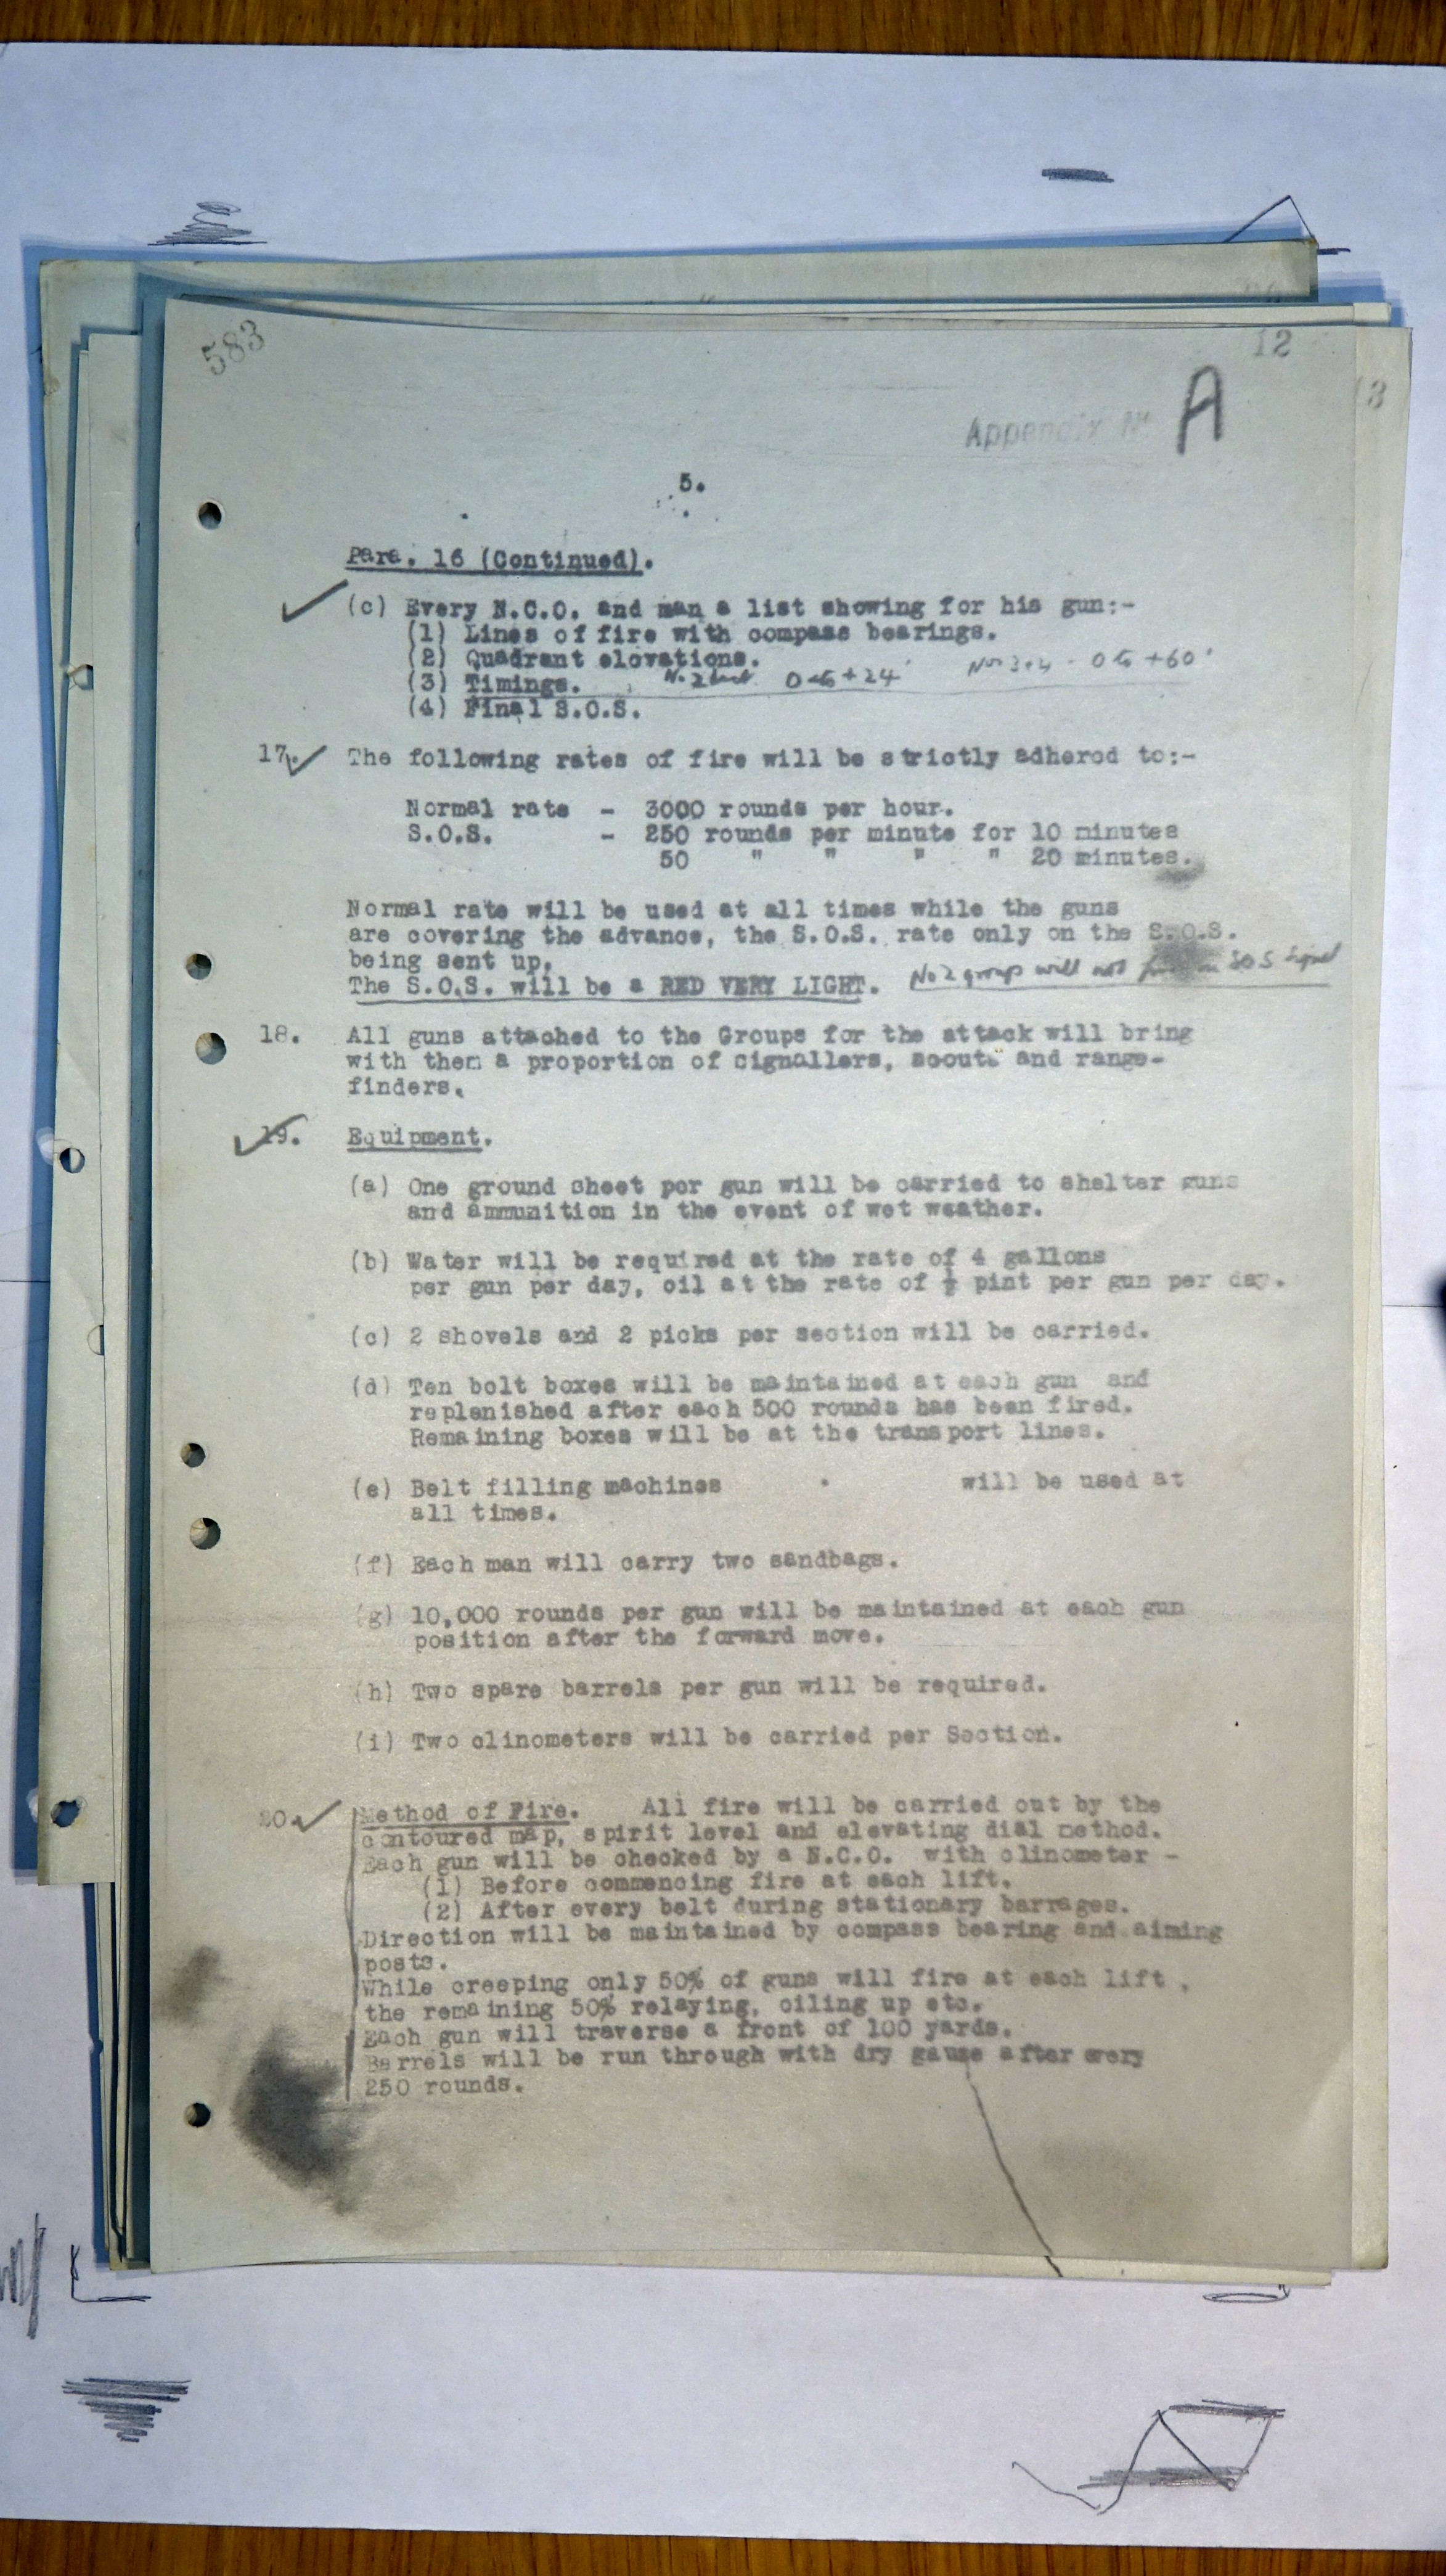 583
12
13
Appendix No A
5.
Para. 16 (Continued).
(c) Every N.C.O. and man a list showing for his gun:-
(1) Lines of fire with compass bearings.
(2) Quadrant elevations.
(3) Timings. No. 2 0 to +24' Nos 3 & 4 - 0 to +60'
(4) Final S.O.S.
17. The following rates of fire will be strictly adhered to:-
Normal rate - 3000 rounds per hour.
S.O.S. - 250 rounds per minute for 10 minutes
50 " " " " 20 minutes.
Normal rate will be used at all times while the guns
are covering the advance, the S.O.S. rate only on the S.O.S.
being sent up.
The S.O.S. will be a RED VERY LIGHT. No 2 group will not SOS signal
18. All guns attached to the Groups for the attack will bring
with them a proportion of cignallers, scouts and range-
finders.
19. Equipment.
(a) One ground sheet per gun will be carried to shelter guns
and ammunition in the event of wet weather.
(b) Water will be required at the rate of 4 gallons
per gun per day, oil at the rate of ½ pint per gun per day.
(c) 2 shovels and 2 picks per section will be carried.
(d) Ten bolt boxes will be maintained at each gun and
replenished after each 500 rounds has been fired.
Remaining boxes will be at the transport lines.
(e) Belt filling machines will be used at
all times.
(f) Each man will carry two sandbags.
(g) 10,000 rounds per gun will be maintained at each gun
position after the forward move.
(h) Two spare barrels per gun will be required.
(i) Two clinometers will be carried per Section.
20. Method of Fire. All fire will be carried out by the
contoured map, spirit level and elevating dial method.
Each gun will be checked by a N.C.O. with clinometer -
(1) Before commencing fire at each lift.
(2) After every belt during stationary barrages.
Direction will be maintained by compass bearing and aiming
posts.
While creeping only 50% of guns will fire at each lift,
the remaining 50% relaying, oiling up etc.
Each gun will traverse a front of 100 yards.
Barrels will be run through with dry gauze after every
250 rounds.